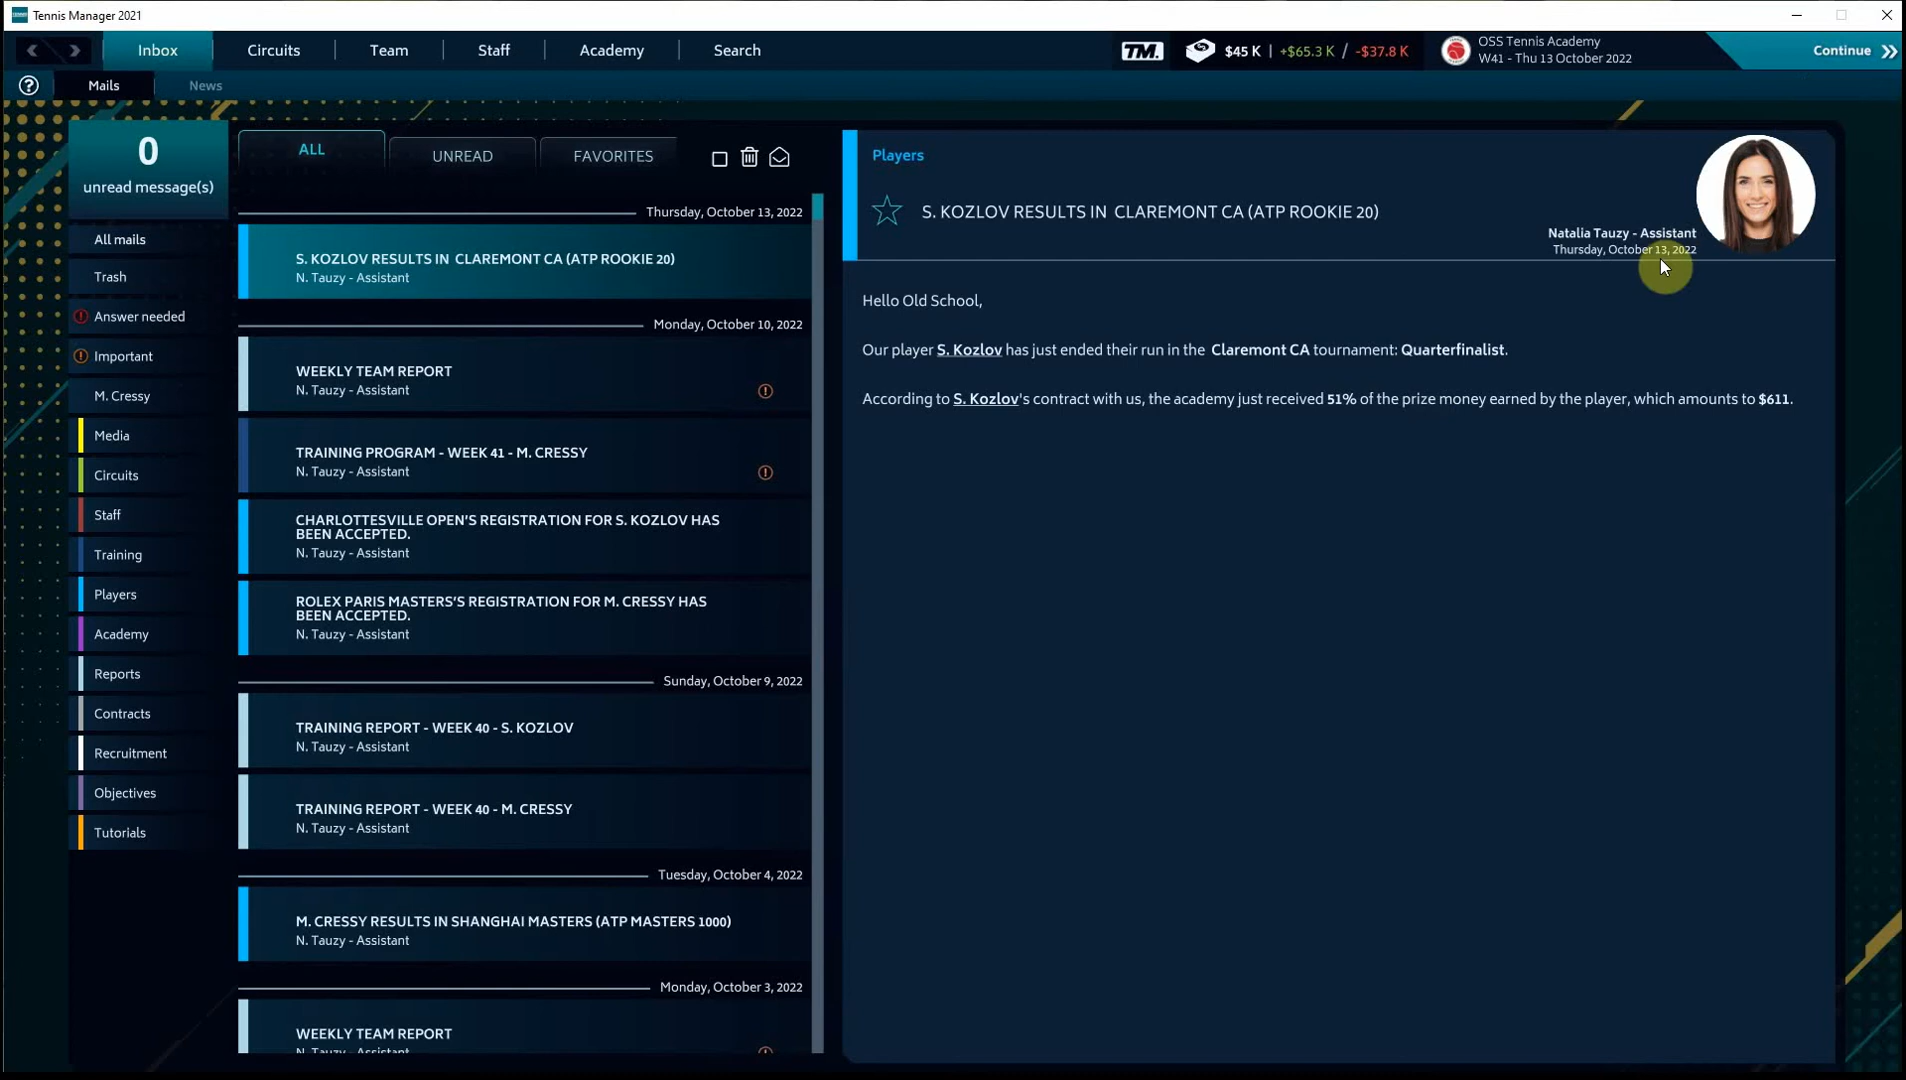 Tennis Manager 2021
Inbox
Circuits
Team
Staff
Academy
Search
TM.
$45 K | +$65.3 K / -$37.8 K
OSS Tennis Academy
W41 - Thu 13 October 2022
Continue
?
Mails
News
0
unread message(s)
All mails
Trash
Answer needed
Important
M. Cressy
Media
Circuits
Staff
Training
Players
Academy
Reports
Contracts
Recruitment
Objectives
Tutorials
ALL
UNREAD
FAVORITES
Thursday, October 13, 2022
S. KOZLOV RESULTS IN CLAREMONT CA (ATP ROOKIE 20)
N. Tauzy - Assistant
Monday, October 10, 2022
WEEKLY TEAM REPORT
N. Tauzy - Assistant
TRAINING PROGRAM - WEEK 41 - M. CRESSY
N. Tauzy - Assistant
CHARLOTTESVILLE OPEN'S REGISTRATION FOR S. KOZLOV HAS
BEEN ACCEPTED.
N. Tauzy - Assistant
ROLEX PARIS MASTERS'S REGISTRATION FOR M. CRESSY HAS
BEEN ACCEPTED.
N. Tauzy - Assistant
Sunday, October 9, 2022
TRAINING REPORT - WEEK 40 - S. KOZLOV
N. Tauzy - Assistant
TRAINING REPORT - WEEK 40 - M. CRESSY
N. Tauzy - Assistant
Tuesday, October 4, 2022
M. CRESSY RESULTS IN SHANGHAI MASTERS (ATP MASTERS 1000)
N. Tauzy - Assistant
Monday, October 3, 2022
WEEKLY TEAM REPORT
N. Tauzy - Assistant
Players
S. KOZLOV RESULTS IN CLAREMONT CA (ATP ROOKIE 20)
Natalia Tauzy - Assistant
Thursday, October 13, 2022
Hello Old School,
Our player S. Kozlov has just ended their run in the Claremont CA tournament: Quarterfinalist.
According to S. Kozlov's contract with us, the academy just received 51% of the prize money earned by the player, which amounts to $611.